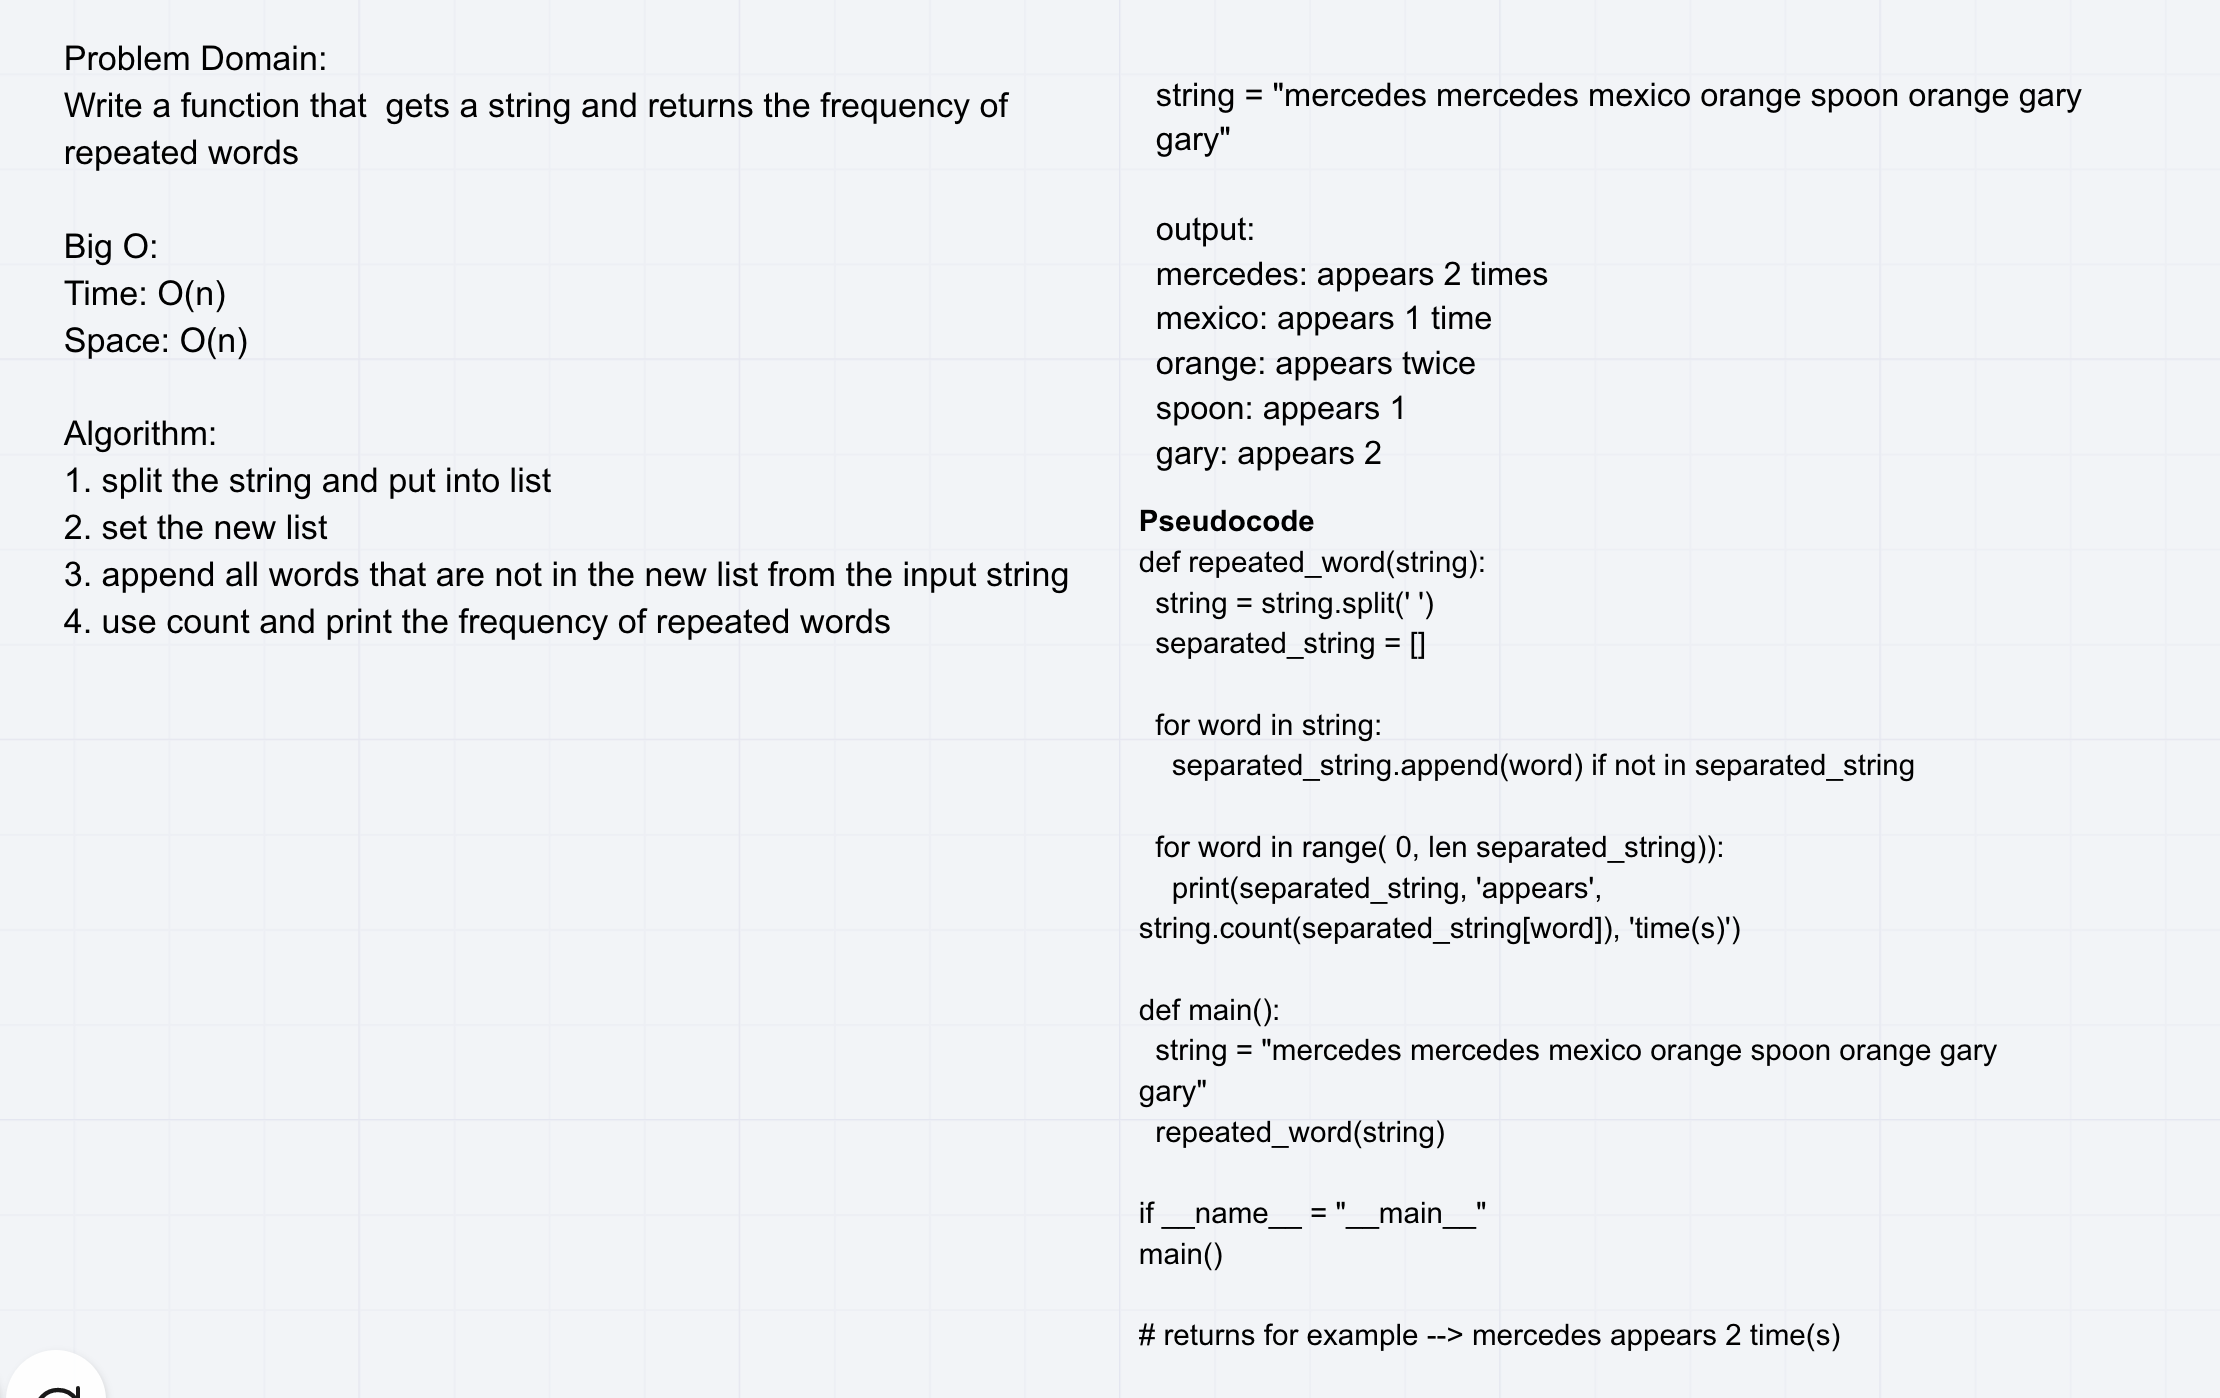 Problem Domain:
Write a function that  gets a string and returns the frequency of
repeated words
Big O:
Time: O(n)
Space: O(n)
Algorithm:
1. split the string and put into list
2. set the new list
3. append all words that are not in the new list from the input string
4. use count and print the frequency of repeated words
string = "mercedes mercedes mexico orange spoon orange gary
gary"
output:
mercedes: appears 2 times
mexico: appears 1 time
orange: appears twice
spoon: appears 1
gary: appears 2
Pseudocode
def repeated_word(string):
string = string.split(' ')
separated_string = []
for word in string:
separated_string.append(word) if not in separated_string
for word in range( 0, len separated_string)):
print(separated_string, 'appears',
string.count(separated_string[word]), 'time(s)')
def main():
string = "mercedes mercedes mexico orange spoon orange gary
gary"
repeated_word(string)
if __name__ = "__main__"
main()
# returns for example --> mercedes appears 2 time(s)